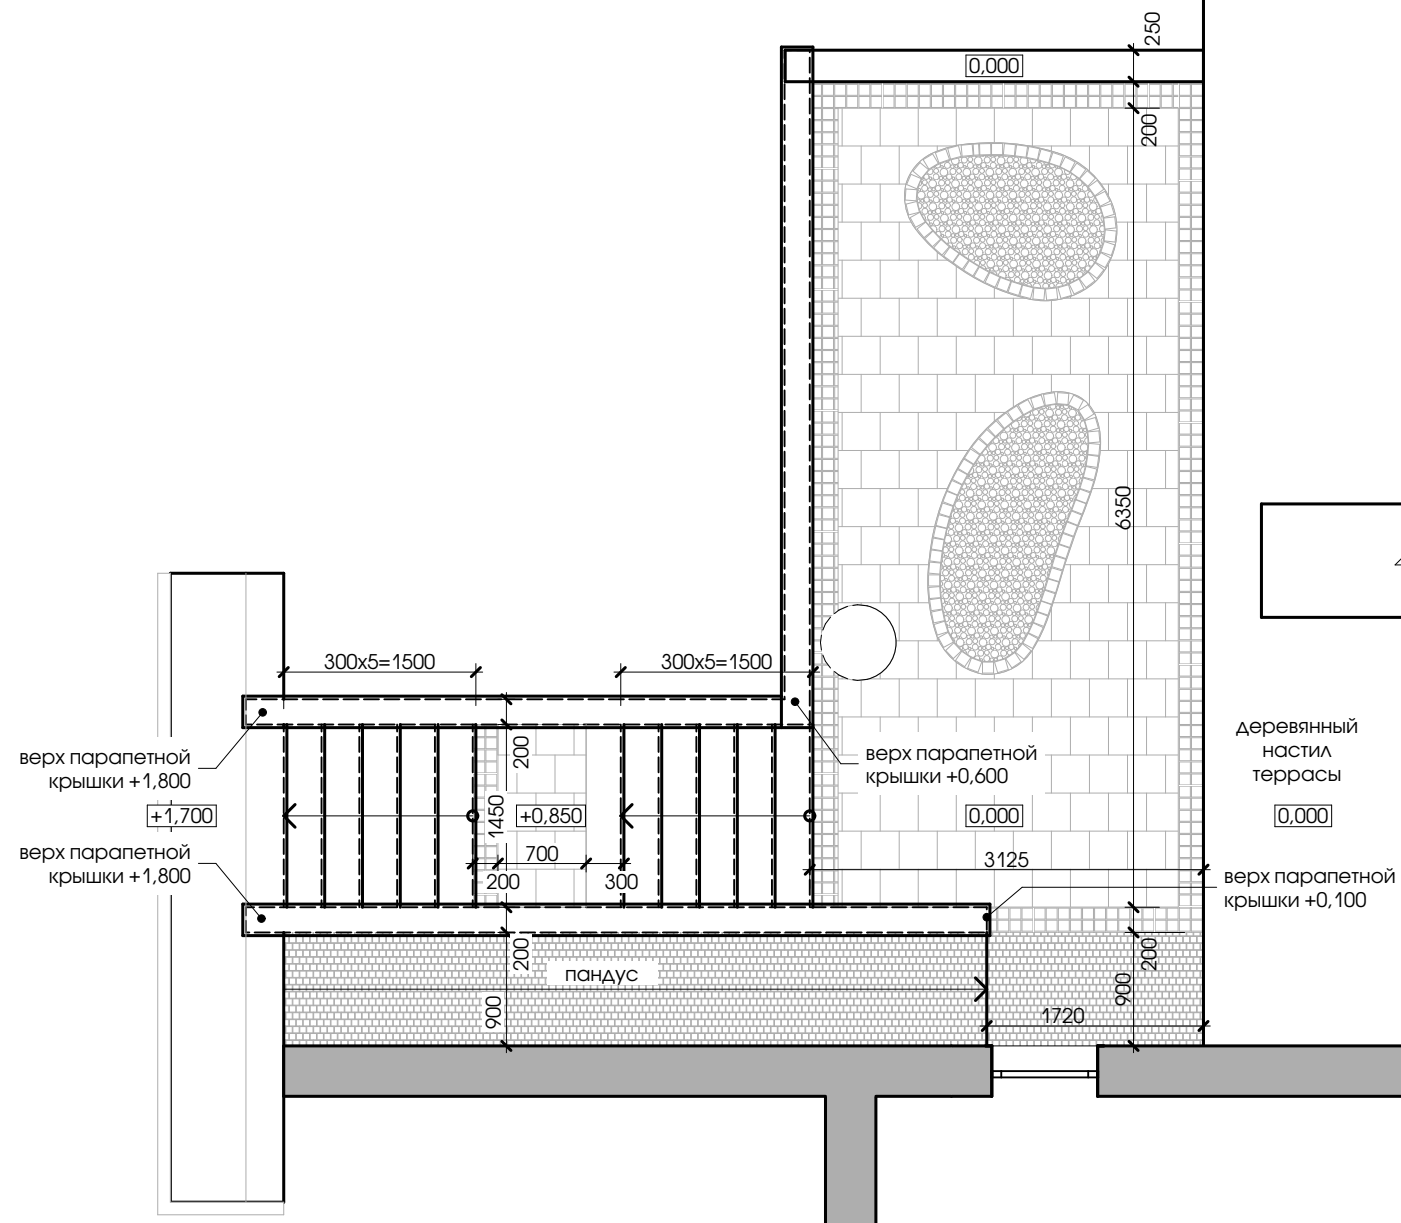 250
0,000
200
6350
300x5=1500
300x5=1500
верх парапетной
крышки +1,800
+1,700
верх парапетной
крышки +1,800
200
1450
+0,850
700
200
300
верх парапетной
крышки +0,600
0,000
3125
деревянный
настил
террасы
0,000
верх парапетной
крышки +0,100
200
пандус
900
200
900
1720